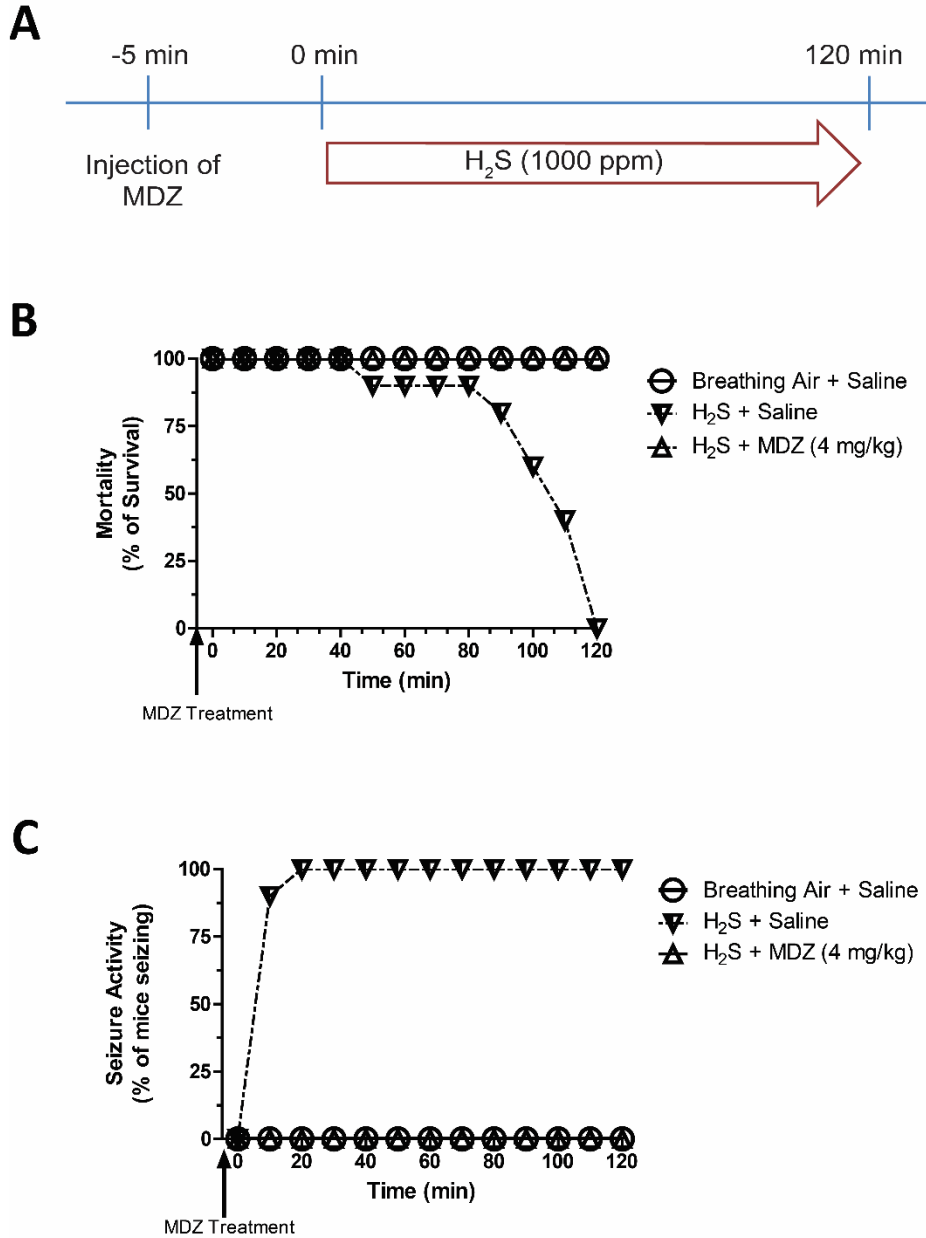 A
-5 min 0 min 120 min
Injection of
MDZ
H₂S (1000 ppm)
B
Mortality
(% of Survival)
100
75
50
25
0
0 20 40 60 80 100 120
Time (min)
MDZ Treatment
Breathing Air + Saline
H₂S + Saline
H₂S + MDZ (4 mg/kg)
C
Seizure Activity
(% of mice seizing)
100
75
50
25
0
0 20 40 60 80 100 120
Time (min)
MDZ Treatment
Breathing Air + Saline
H₂S + Saline
H₂S + MDZ (4 mg/kg)